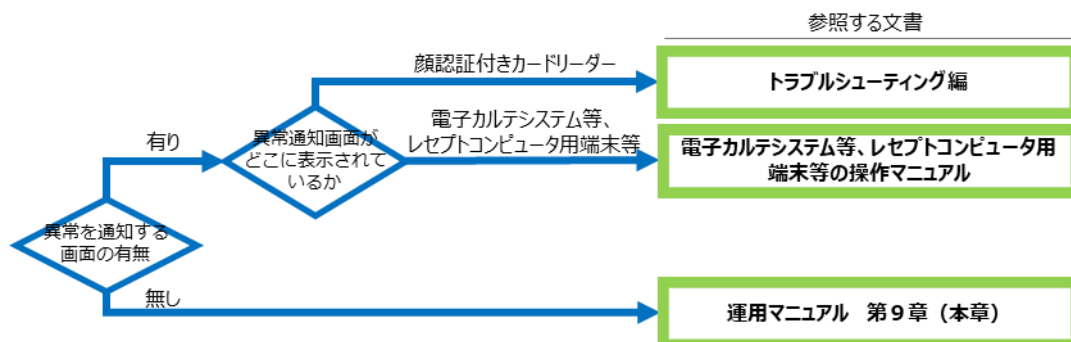 参照する文書
顔認証付きカードリーダー
トラブルシューティング編
電子カルテシステム等、
レセプトコンピュータ用端末等
有り
異常通知画面が
どこに表示されて
いるか
電子カルテシステム等、レセプトコンピュータ用
端末等の操作マニュアル
異常を通知する
画面の有無
無し
運用マニュアル　第９章（本章）